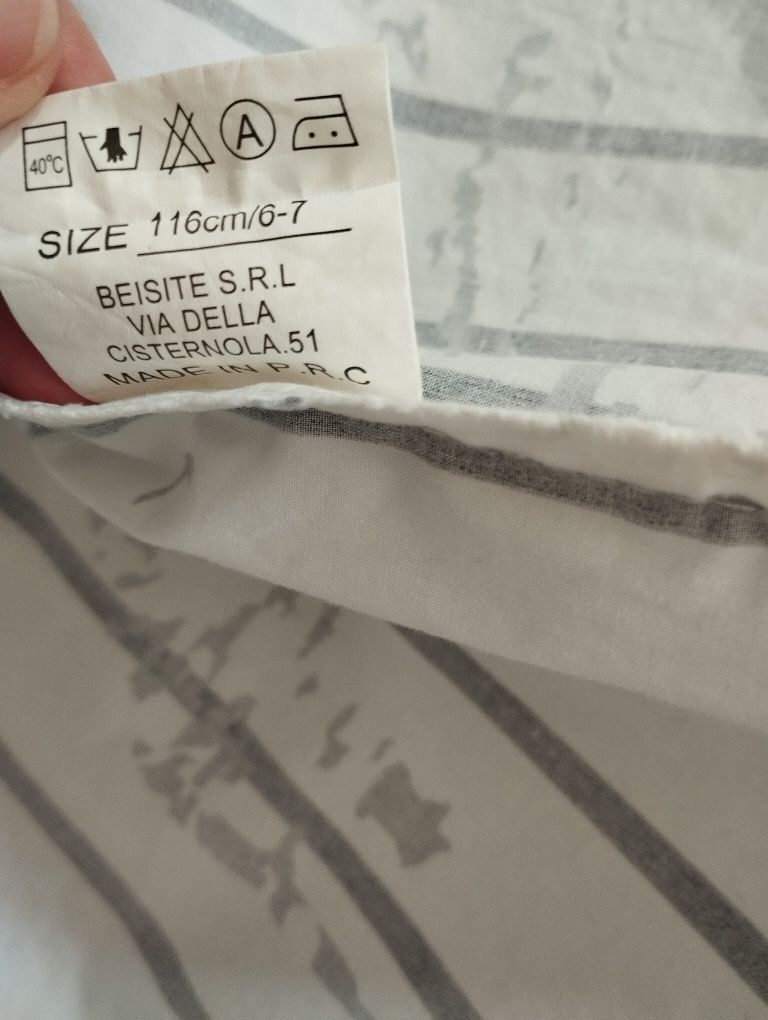 40°C A
SIZE 116cm/6-7
BEISITE S.R.L
VIA DELLA
CISTERNOLA.51
MADE IN P.R.C